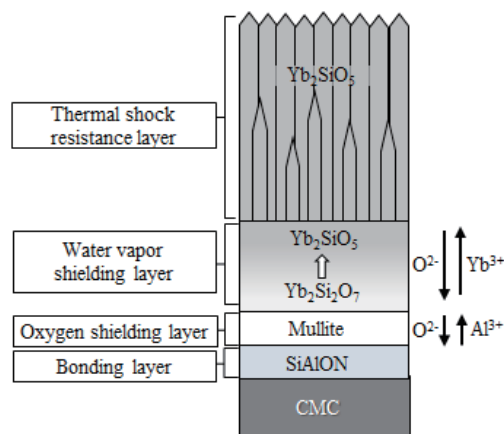 Yb₂SiO₅
Thermal shock
resistance layer
Water vapor
shielding layer
Yb₂SiO₅
Yb₂Si₂O₇
O²⁻
Yb³⁺
Oxygen shielding layer
Mullite
O²⁻
Al³⁺
Bonding layer
SiAlON
CMC